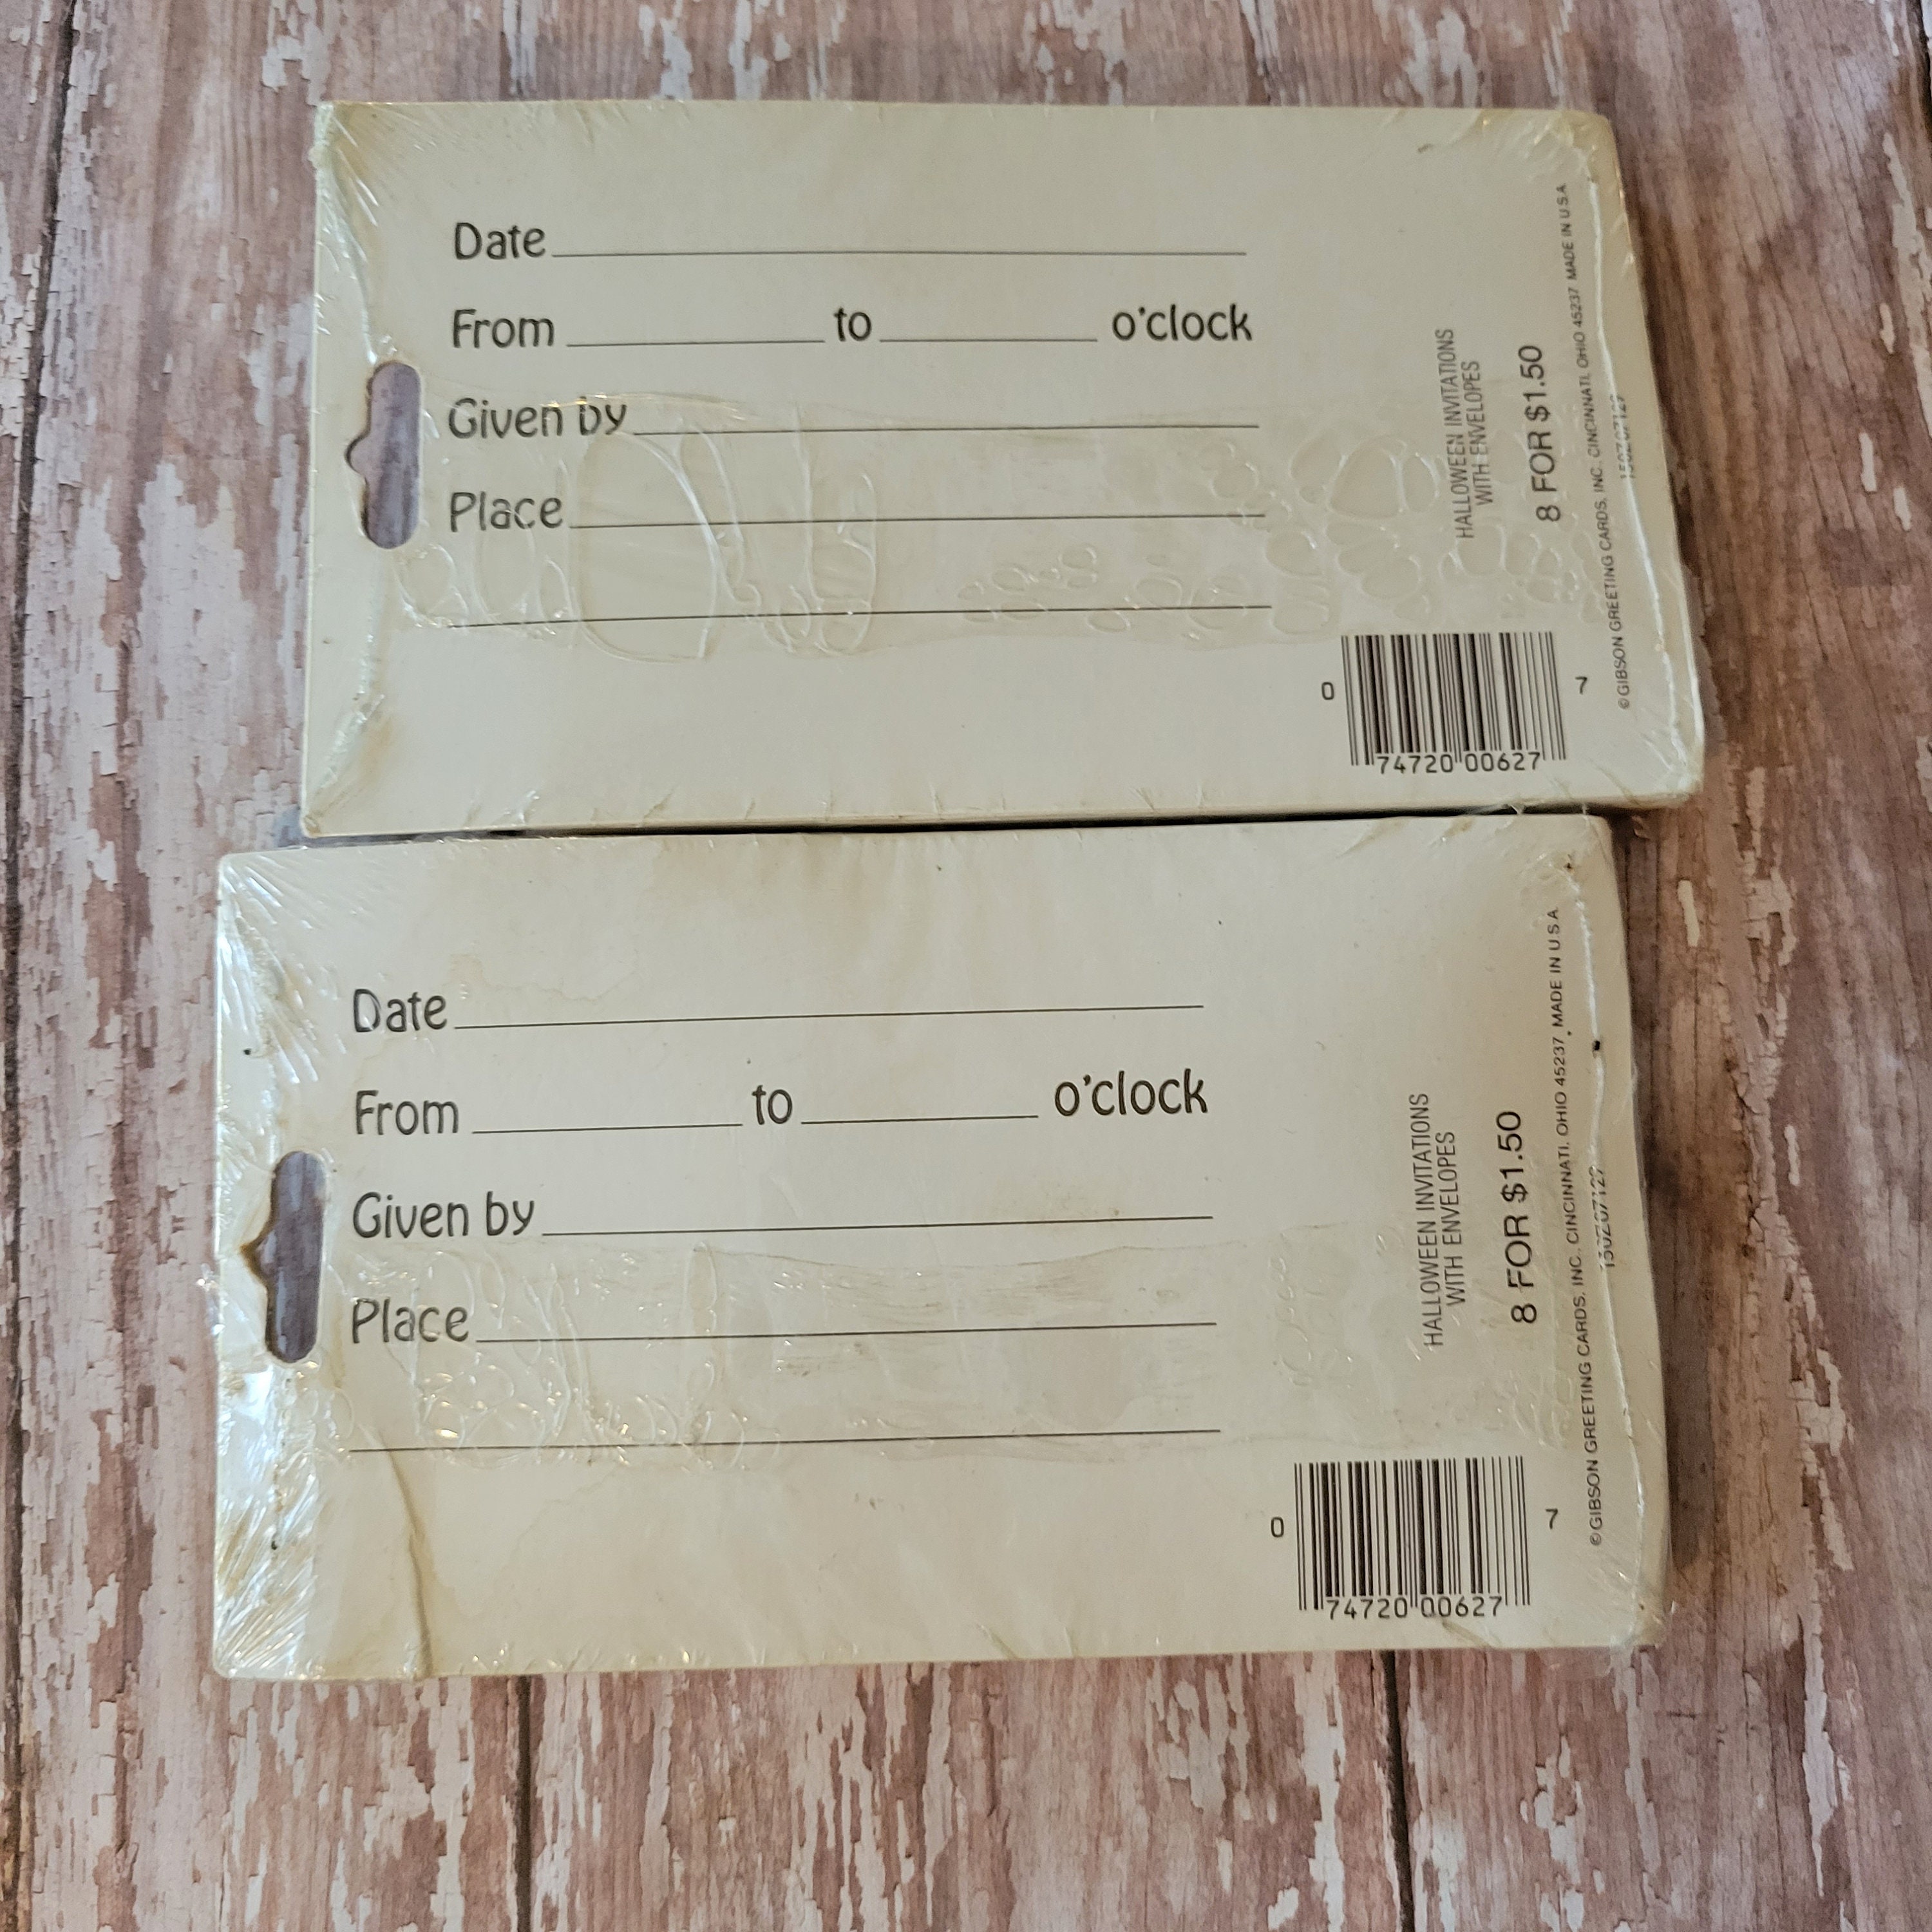 Date
From to o'clock
Given by
Place
HALLOWEEN INVITATIONS
WITH ENVELOPES
8 FOR $1.50
©GIBSON GREETING CARDS, INC., CINCINNATI, OHIO 45237 MADE IN U.S.A.
0 74720 00627 7
Date
From to o'clock
Given by
Place
HALLOWEEN INVITATIONS
WITH ENVELOPES
8 FOR $1.50
©GIBSON GREETING CARDS, INC., CINCINNATI, OHIO 45237 MADE IN U.S.A.
0 74720 00627 7